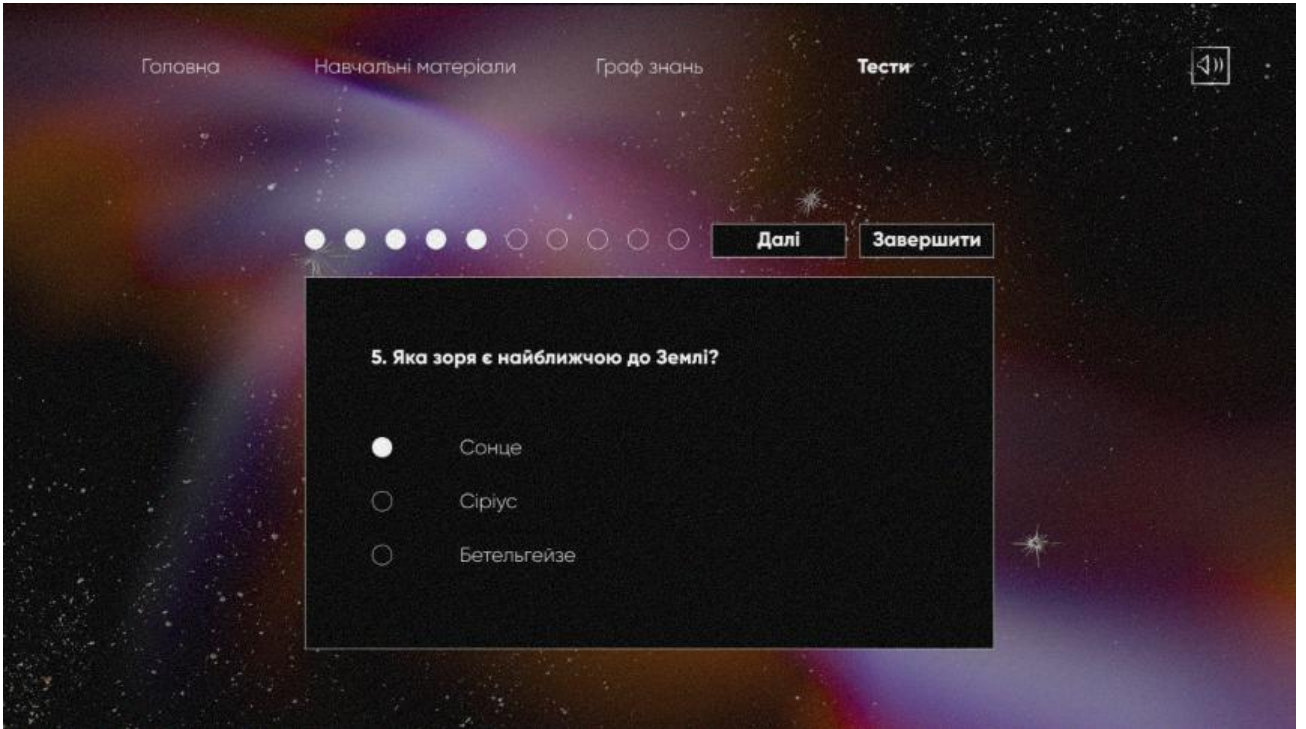 Головна Навчальні матеріали Граф знань Тести
Далі Завершити
5. Яка зоря є найближчою до Землі?
Сонце
Сіріус
Бетельгейзе